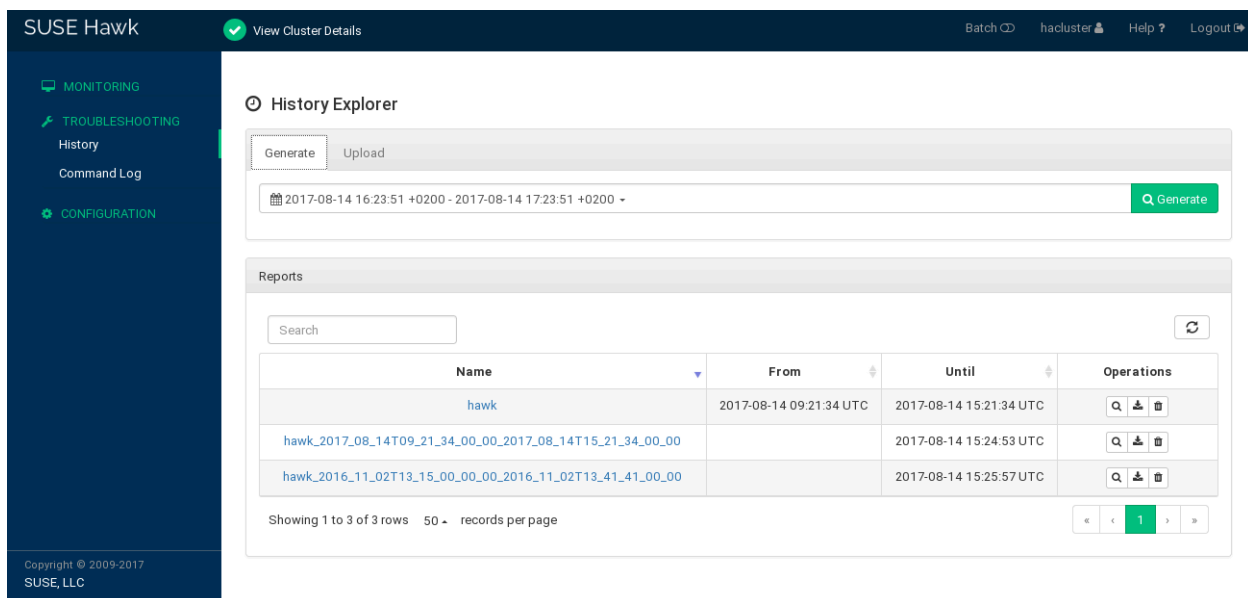 SUSE Hawk
View Cluster Details
Batch
hacluster
Help ?
Logout
MONITORING
TROUBLESHOOTING
History
Command Log
CONFIGURATION
Copyright © 2009-2017
SUSE, LLC
History Explorer
Generate Upload
2017-08-14 16:23:51 +0200 - 2017-08-14 17:23:51 +0200
Generate
Reports
Search
Name From Until Operations
hawk 2017-08-14 09:21:34 UTC 2017-08-14 15:21:34 UTC
hawk_2017_08_14T09_21_34_00_00_2017_08_14T15_21_34_00_00 2017-08-14 15:24:53 UTC
hawk_2016_11_02T13_15_00_00_00_2016_11_02T13_41_41_00_00 2017-08-14 15:25:57 UTC
Showing 1 to 3 of 3 rows 50 records per page
« ‹ 1 › »